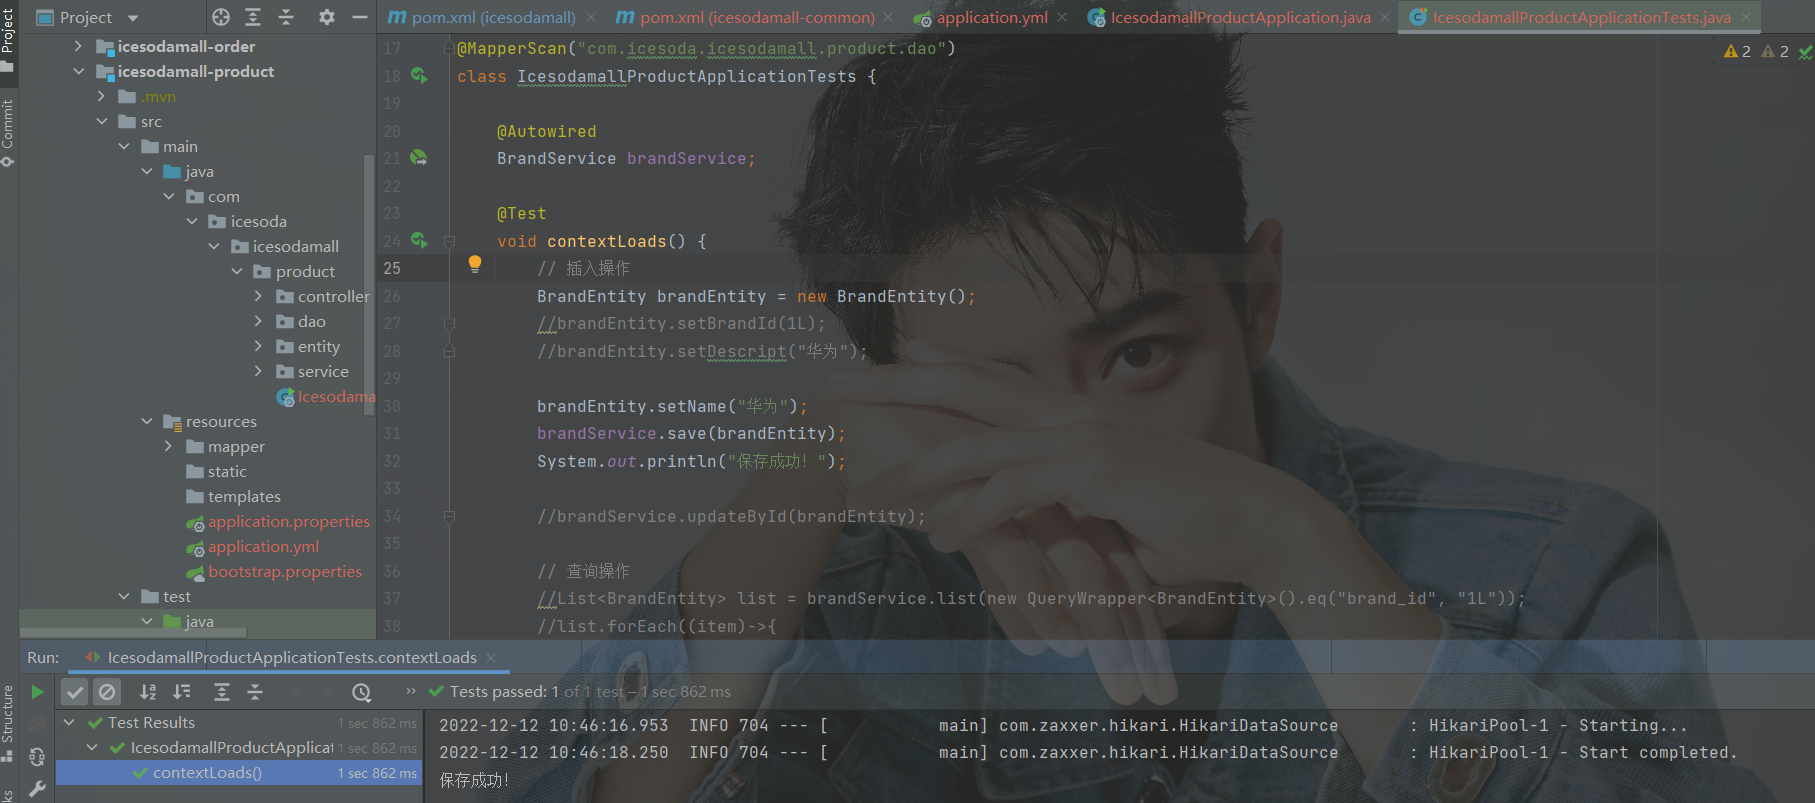 Project
pom.xml (icesodamall)
pom.xml (icesodamall-common)
application.yml
IcesodamallProductApplication.java
IcesodamallProductApplicationTests.java
Project
Commit
Structure
ks
icesodamall-order
icesodamall-product
.mvn
src
main
java
com
icesoda
icesodamall
product
controller
dao
entity
service
Icesodama
resources
mapper
static
templates
application.properties
application.yml
bootstrap.properties
test
java
2 2
17 @MapperScan("com.icesoda.icesodamall.product.dao")
18 class IcesodamallProductApplicationTests {
19
20 @Autowired
21 BrandService brandService;
22
23 @Test
24 void contextLoads() {
25 // 插入操作
26 BrandEntity brandEntity = new BrandEntity();
27 //brandEntity.setBrandId(1L);
28 //brandEntity.setDescript("华为");
29
30 brandEntity.setName("华为");
31 brandService.save(brandEntity);
32 System.out.println("保存成功！");
33
34 //brandService.updateById(brandEntity);
35
36 // 查询操作
37 //List<BrandEntity> list = brandService.list(new QueryWrapper<BrandEntity>().eq("brand_id", "1L"));
38 //list.forEach((item)->{
Run: IcesodamallProductApplicationTests.contextLoads
Tests passed: 1 of 1 test – 1 sec 862 ms
Test Results 1 sec 862 ms
IcesodamallProductApplicat 1 sec 862 ms
contextLoads() 1 sec 862 ms
2022-12-12 10:46:16.953 INFO 704 --- [ main] com.zaxxer.hikari.HikariDataSource : HikariPool-1 - Starting...
2022-12-12 10:46:18.250 INFO 704 --- [ main] com.zaxxer.hikari.HikariDataSource : HikariPool-1 - Start completed.
保存成功！